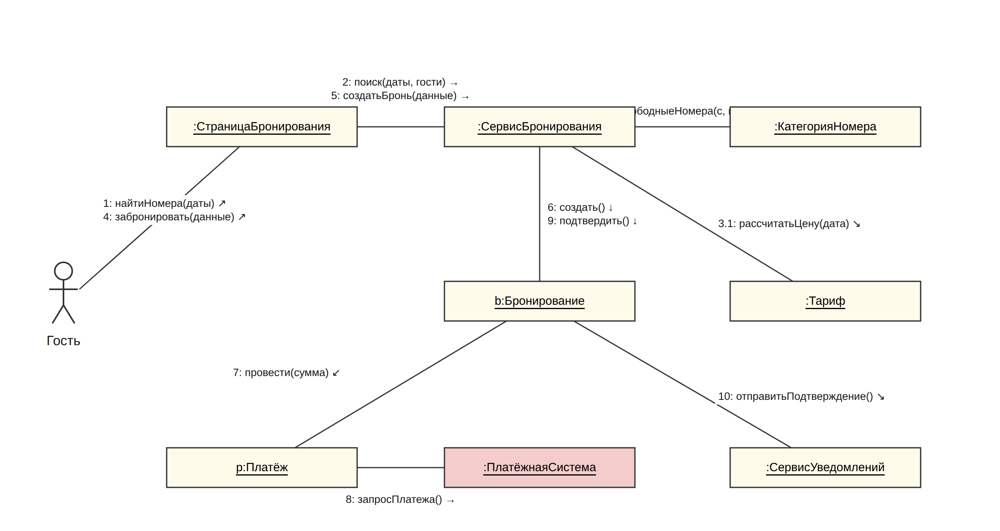 2: поиск(даты, гости) →
5: создатьБронь(данные) →
ободныеНомера(с,
:СтраницаБронирования
:СервисБронирования
:КатегорияНомера
1: найтиНомера(даты) ↗
4: забронировать(данные) ↗
6: создать() ↓
9: подтвердить() ↓
3.1: рассчитатьЦену(дата) ↘
b:Бронирование
:Тариф
Гость
7: провести(сумма) ↙
10: отправитьПодтверждение() ↘
p:Платёж
:ПлатёжнаяСистема
:СервисУведомлений
8: запросПлатежа() →